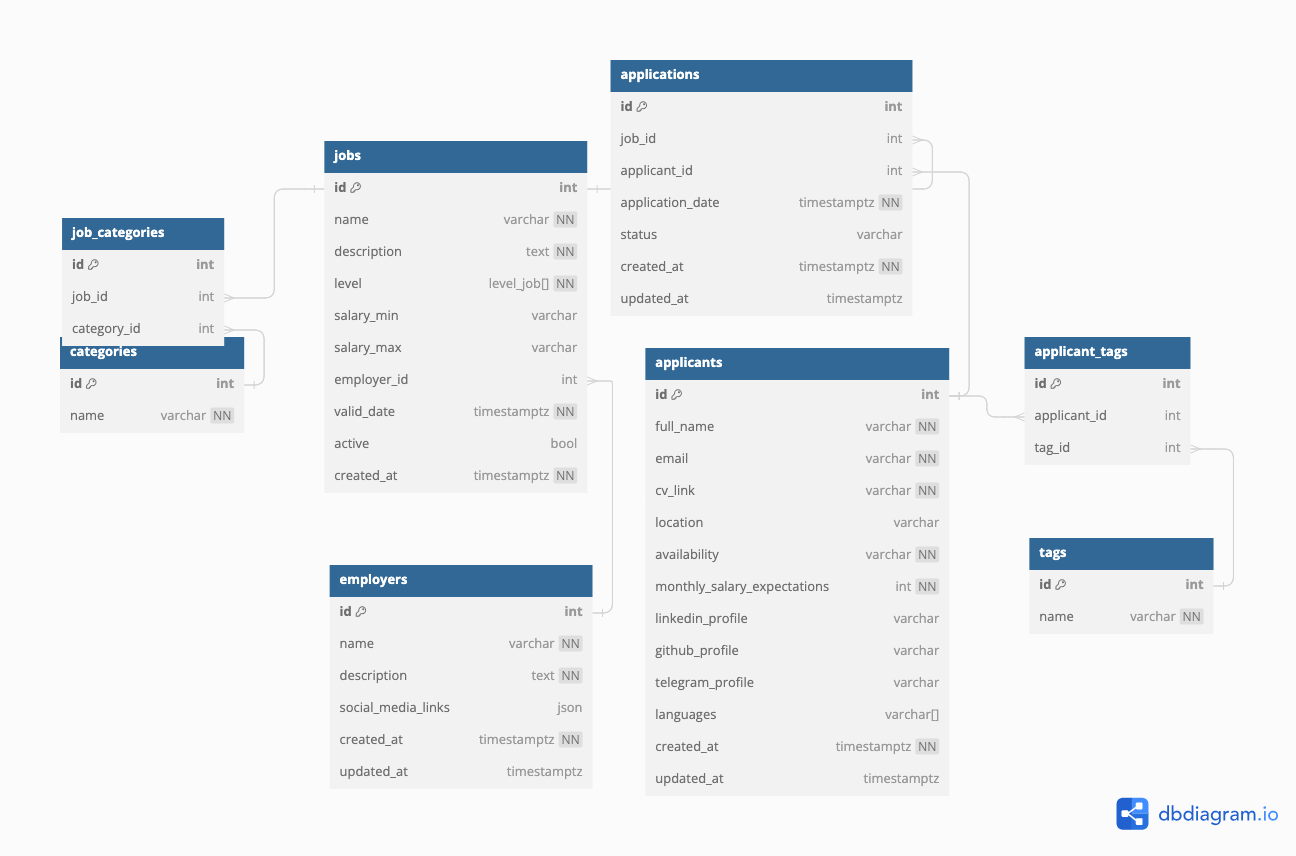 applications
id int
job_id int
applicant_id int
application_date timestamptz NN
status varchar
created_at timestamptz NN
updated_at timestamptz
jobs
id int
name varchar NN
description text NN
level level_job[] NN
salary_min varchar
salary_max varchar
employer_id int
valid_date timestamptz NN
active bool
created_at timestamptz NN
job_categories
id int
job_id int
category_id int
categories
id int
name varchar NN
applicants
id int
full_name varchar NN
email varchar NN
cv_link varchar NN
location varchar
availability varchar NN
monthly_salary_expectations int NN
linkedin_profile varchar
github_profile varchar
telegram_profile varchar
languages varchar[]
created_at timestamptz NN
updated_at timestamptz
applicant_tags
id int
applicant_id int
tag_id int
tags
id int
name varchar NN
employers
id int
name varchar NN
description text NN
social_media_links json
created_at timestamptz NN
updated_at timestamptz
dbdiagram.io